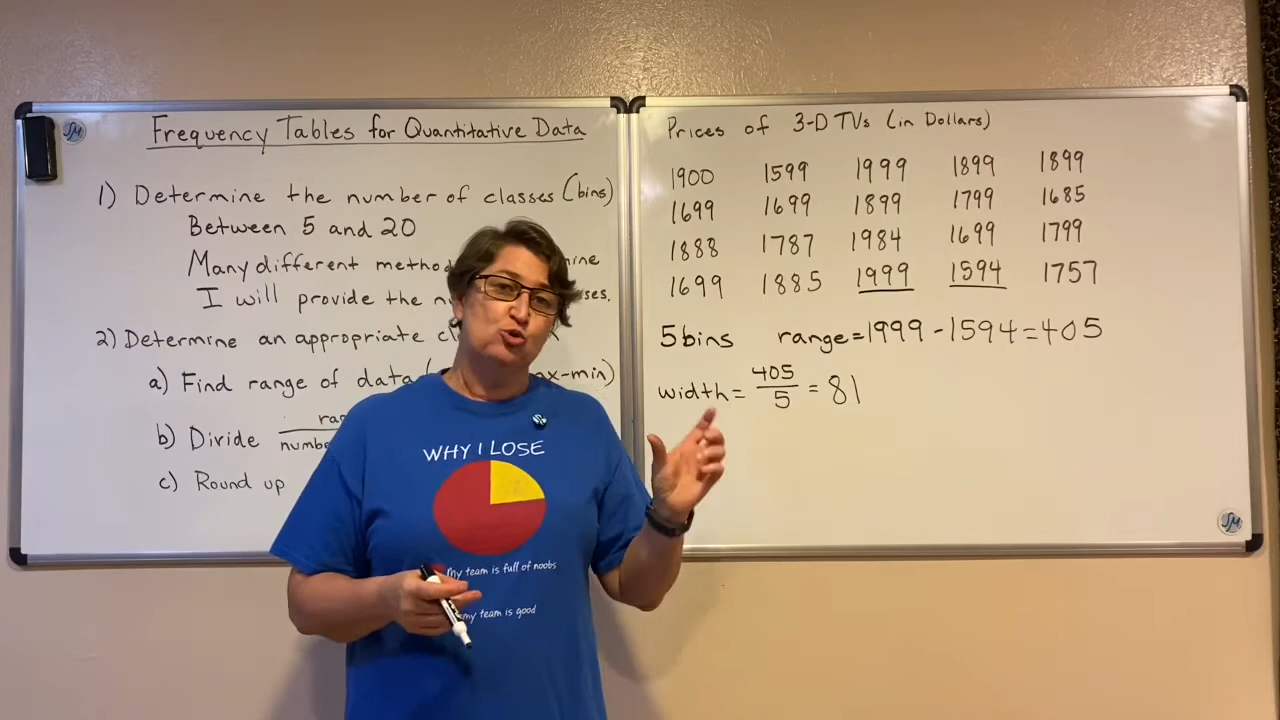 Frequency Tables for Quantitative Data
1) Determine the number of classes (bins)
Between 5 and 20
Many different
I will provide the
2) Determine an appropriate
a) Find range of data
x-min)
b) Divide
c) Round up
Prices of 3-D TVs (in Dollars)
1900 1599 1999 1899 1899
1699 1699 1899 1799 1685
1888 1787 1984 1699 1799
1699 1885 1999 1594 1757
5 bins range=1999-1594=405
width= 405/5 = 81
WHY I LOSE
My team is full of noobs
my team is good
SM
SM